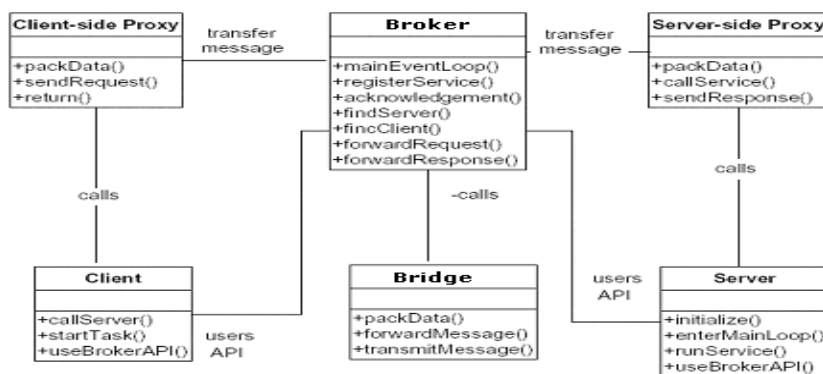 Client-side Proxy
+packData()
+sendRequest()
+return()
transfer
message
Broker
+mainEventLoop()
+registerService()
+acknowledgement()
+findServer()
+fincClient()
+forwardRequest()
+forwardResponse()
transfer
message
Server-side Proxy
+packData()
+callService()
+sendResponse()
calls
-calls
calls
Client
+callServer()
+startTask()
+useBrokerAPI()
users
API
Bridge
+packData()
+forwardMessage()
+transmitMessage()
users
API
Server
+initialize()
+enterMainLoop()
+runService()
+useBrokerAPI()